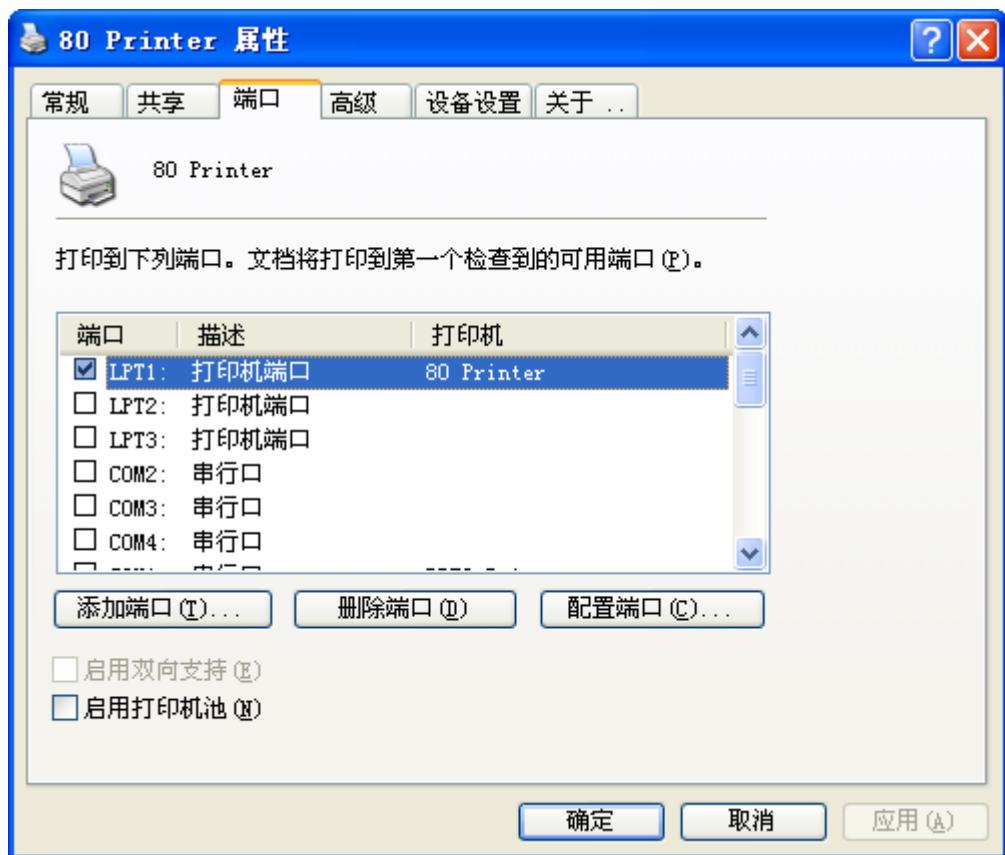 80 Printer 属性
常规 共享 端口 高级 设备设置 关于 ..
80 Printer
打印到下列端口。文档将打印到第一个检查到的可用端口(P)。
端口 描述 打印机
LPT1: 打印机端口 80 Printer
LPT2: 打印机端口
LPT3: 打印机端口
COM2: 串行口
COM3: 串行口
COM4: 串行口
添加端口(T)... 删除端口(D) 配置端口(C)...
启用双向支持(E)
启用打印机池(N)
确定 取消 应用(A)